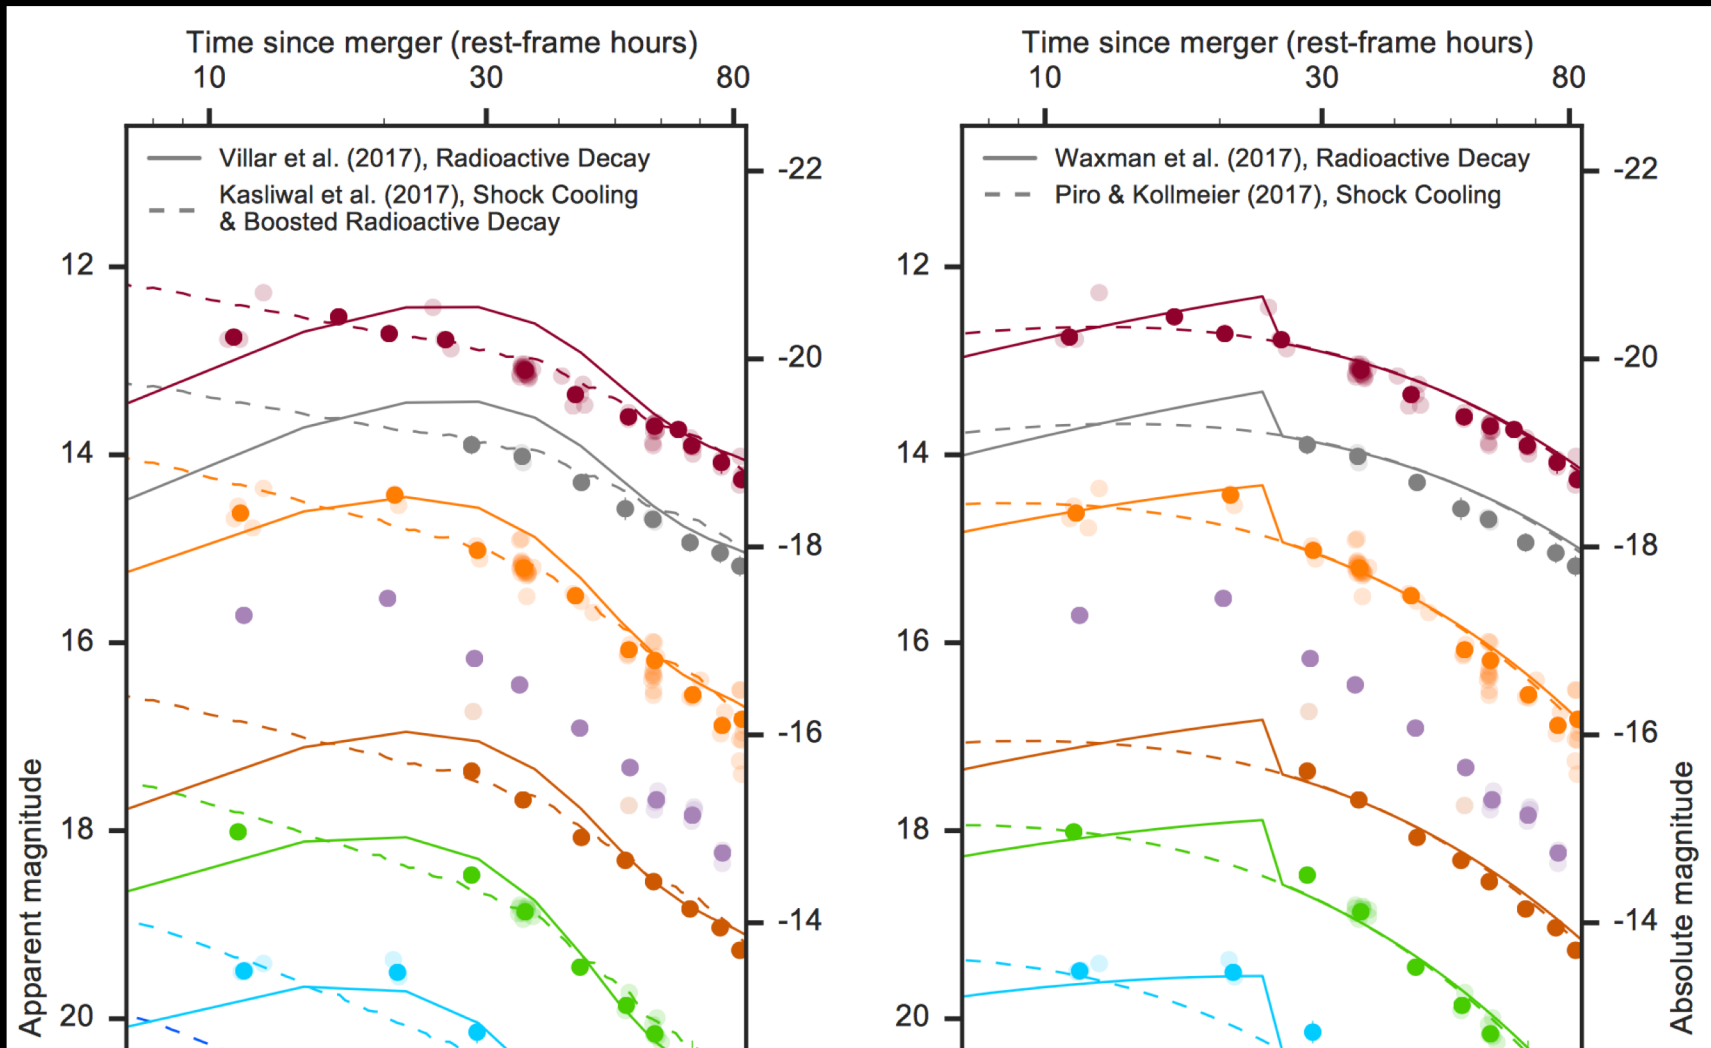 Time since merger (rest-frame hours)
10 30 80
Villar et al. (2017), Radioactive Decay
Kasliwal et al. (2017), Shock Cooling
& Boosted Radioactive Decay
12
14
16
18
20
Apparent magnitude
-22
-20
-18
-16
-14
Time since merger (rest-frame hours)
10 30 80
Waxman et al. (2017), Radioactive Decay
Piro & Kollmeier (2017), Shock Cooling
12
14
16
18
20
-22
-20
-18
-16
-14
Absolute magnitude